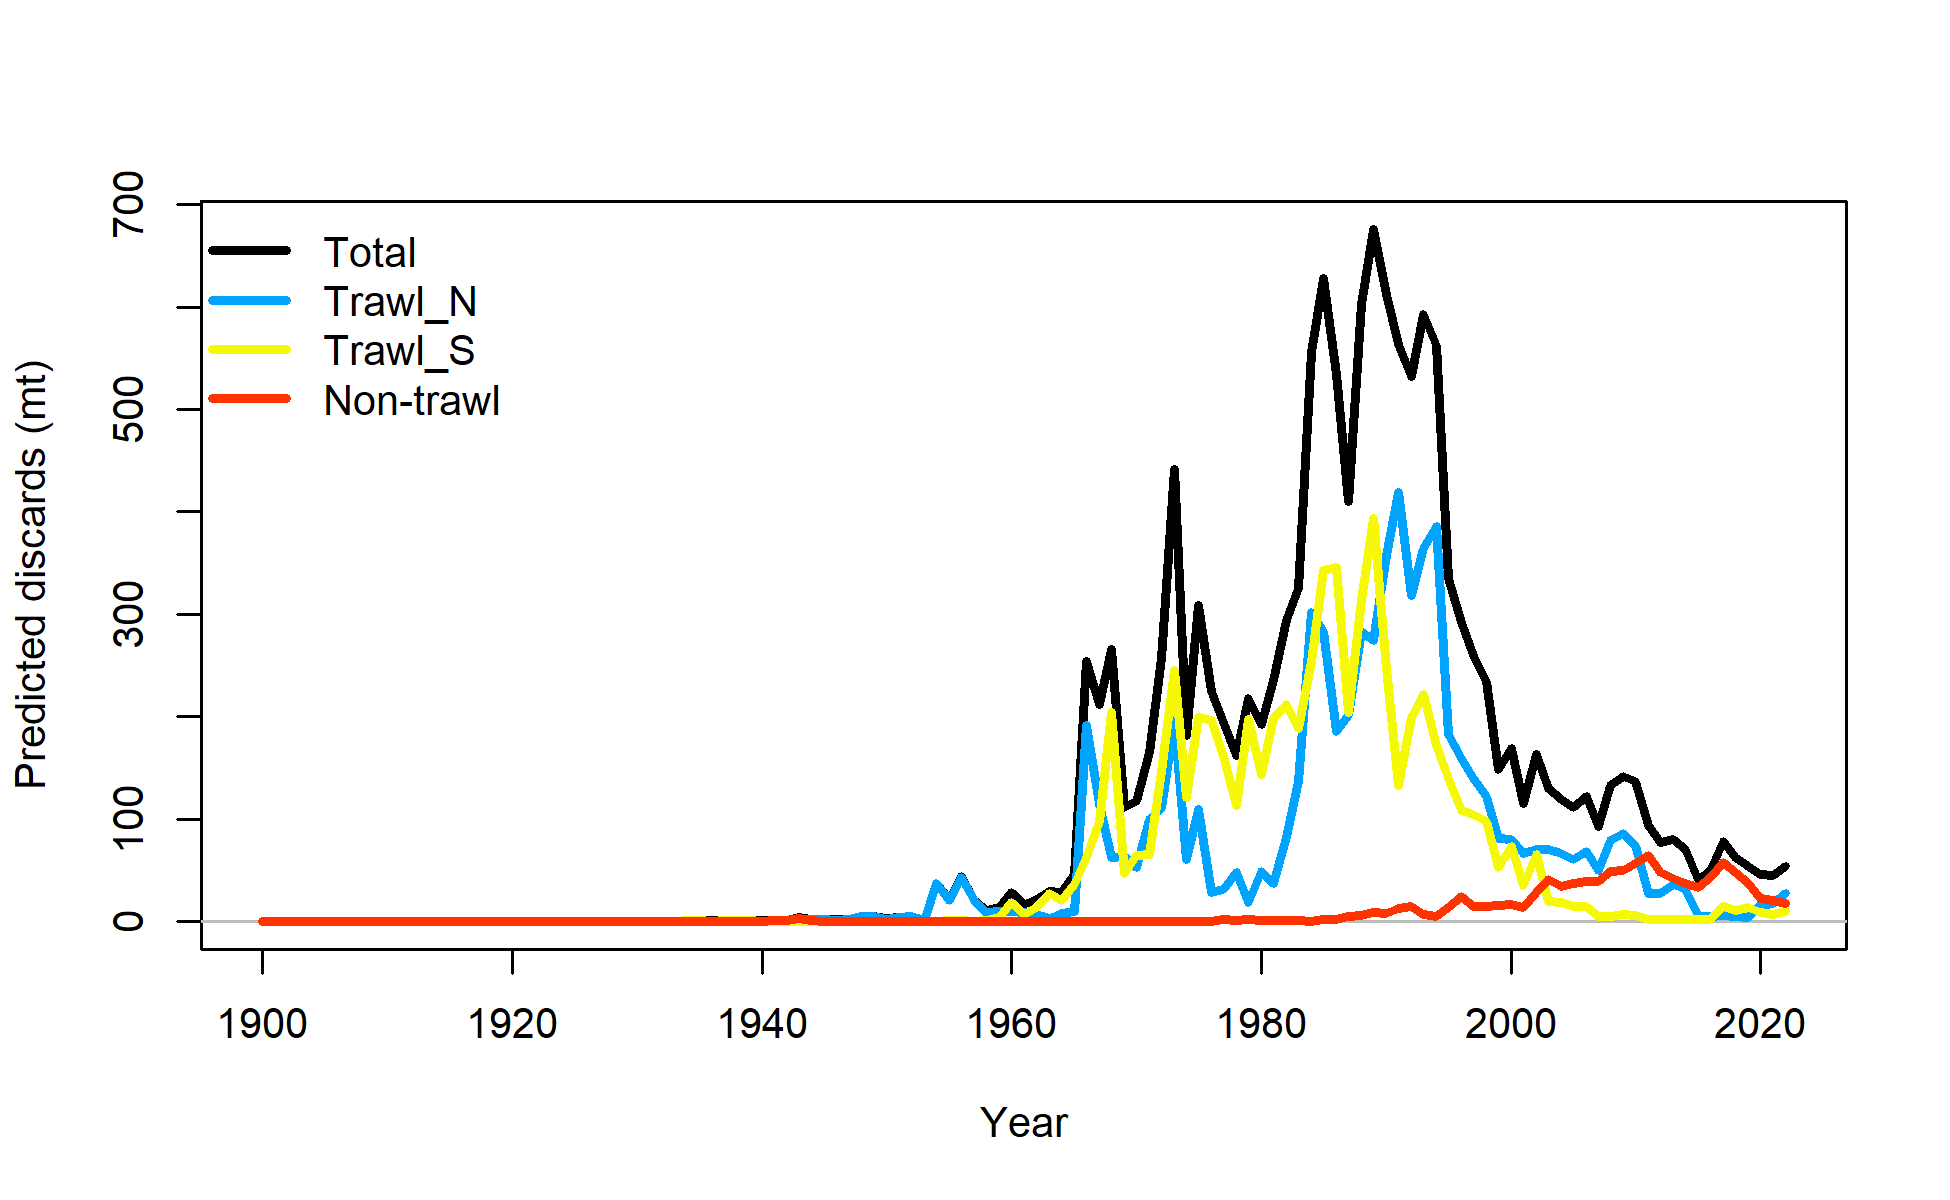 Total
Trawl_N
Trawl_S
Non-trawl
Predicted discards (mt)
700
500
300
100
0
1900 1920 1940 1960 1980 2000 2020
Year